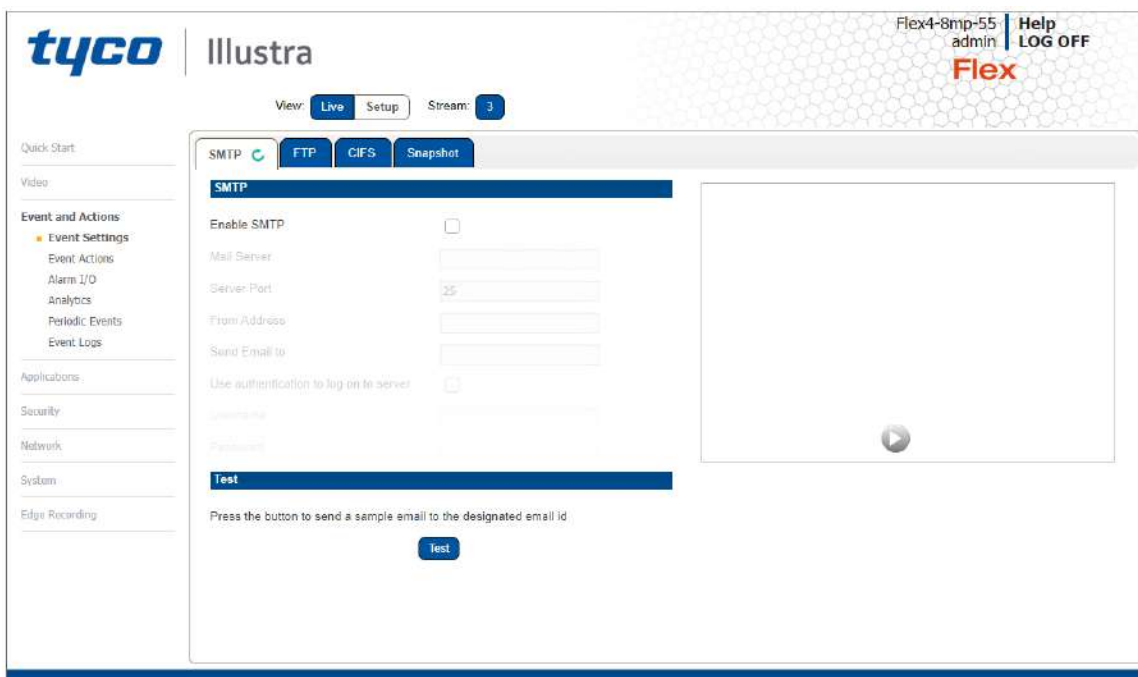 tyco Illustra
Flex4-8mp-55 Help
admin LOG OFF
Flex
View: Live Setup Stream: 3
Quick Start
Video
Event and Actions
Event Settings
Event Actions
Alarm I/O
Analytics
Periodic Events
Event Logs
Applications
Security
Network
System
Edge Recording
SMTP FTP CIFS Snapshot
SMTP
Enable SMTP
Mail Server
Server Port 25
From Address
Send Email to
Use authentication to log on to server
Username
Password
Test
Press the button to send a sample email to the designated email id
Test